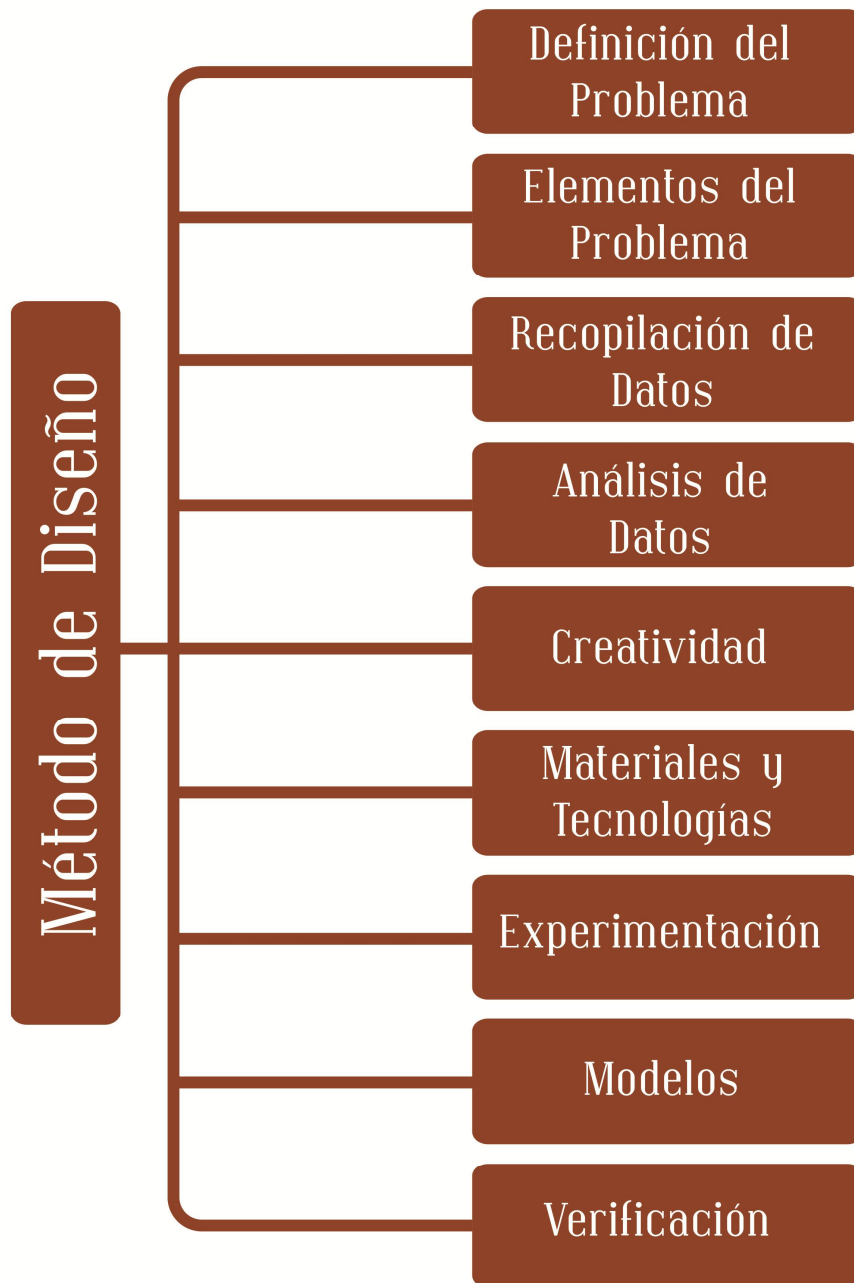 Método de Diseño
Definición del
Problema
Elementos del
Problema
Recopilación de
Datos
Análisis de
Datos
Creatividad
Materiales y
Tecnologías
Experimentación
Modelos
Verificación